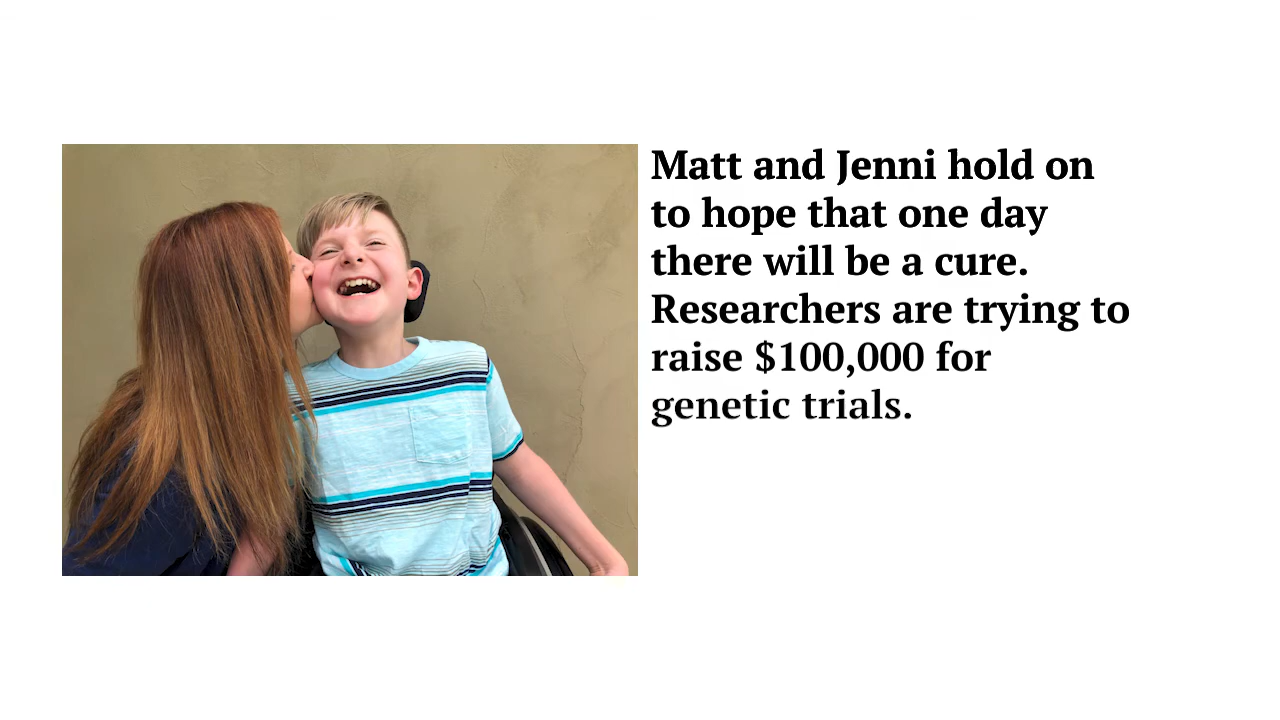 Matt and Jenni hold on
to hope that one day
there will be a cure.
Researchers are trying to
raise $100,000 for
genetic trials.